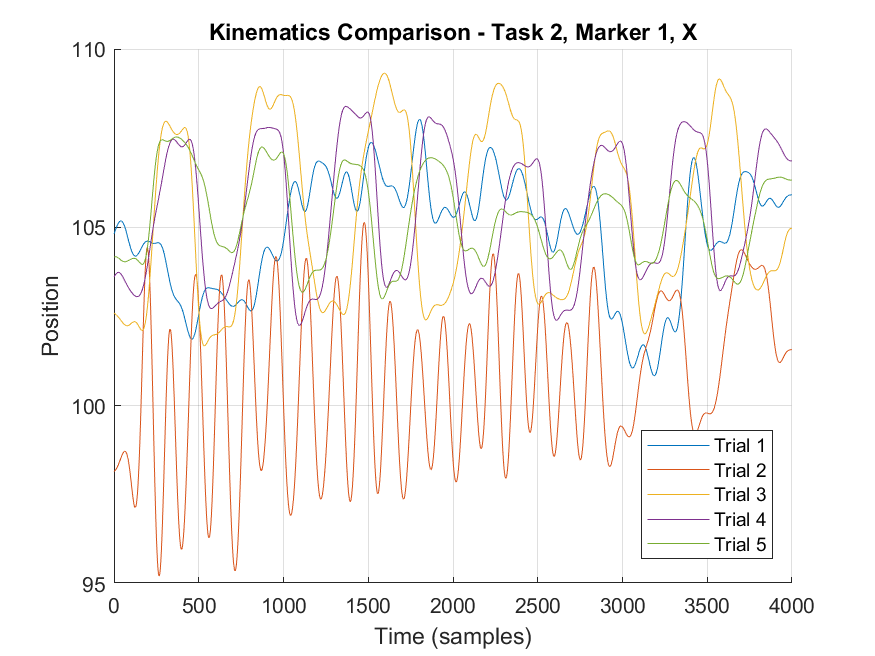 Kinematics Comparison - Task 2, Marker 1, X
110
105
100
95
Position
0 500 1000 1500 2000 2500 3000 3500 4000
Time (samples)
Trial 1
Trial 2
Trial 3
Trial 4
Trial 5